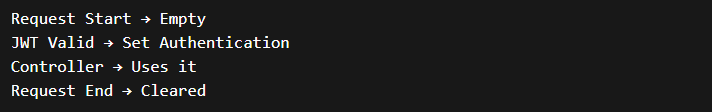 Request Start → Empty
JWT Valid → Set Authentication
Controller → Uses it
Request End → Cleared